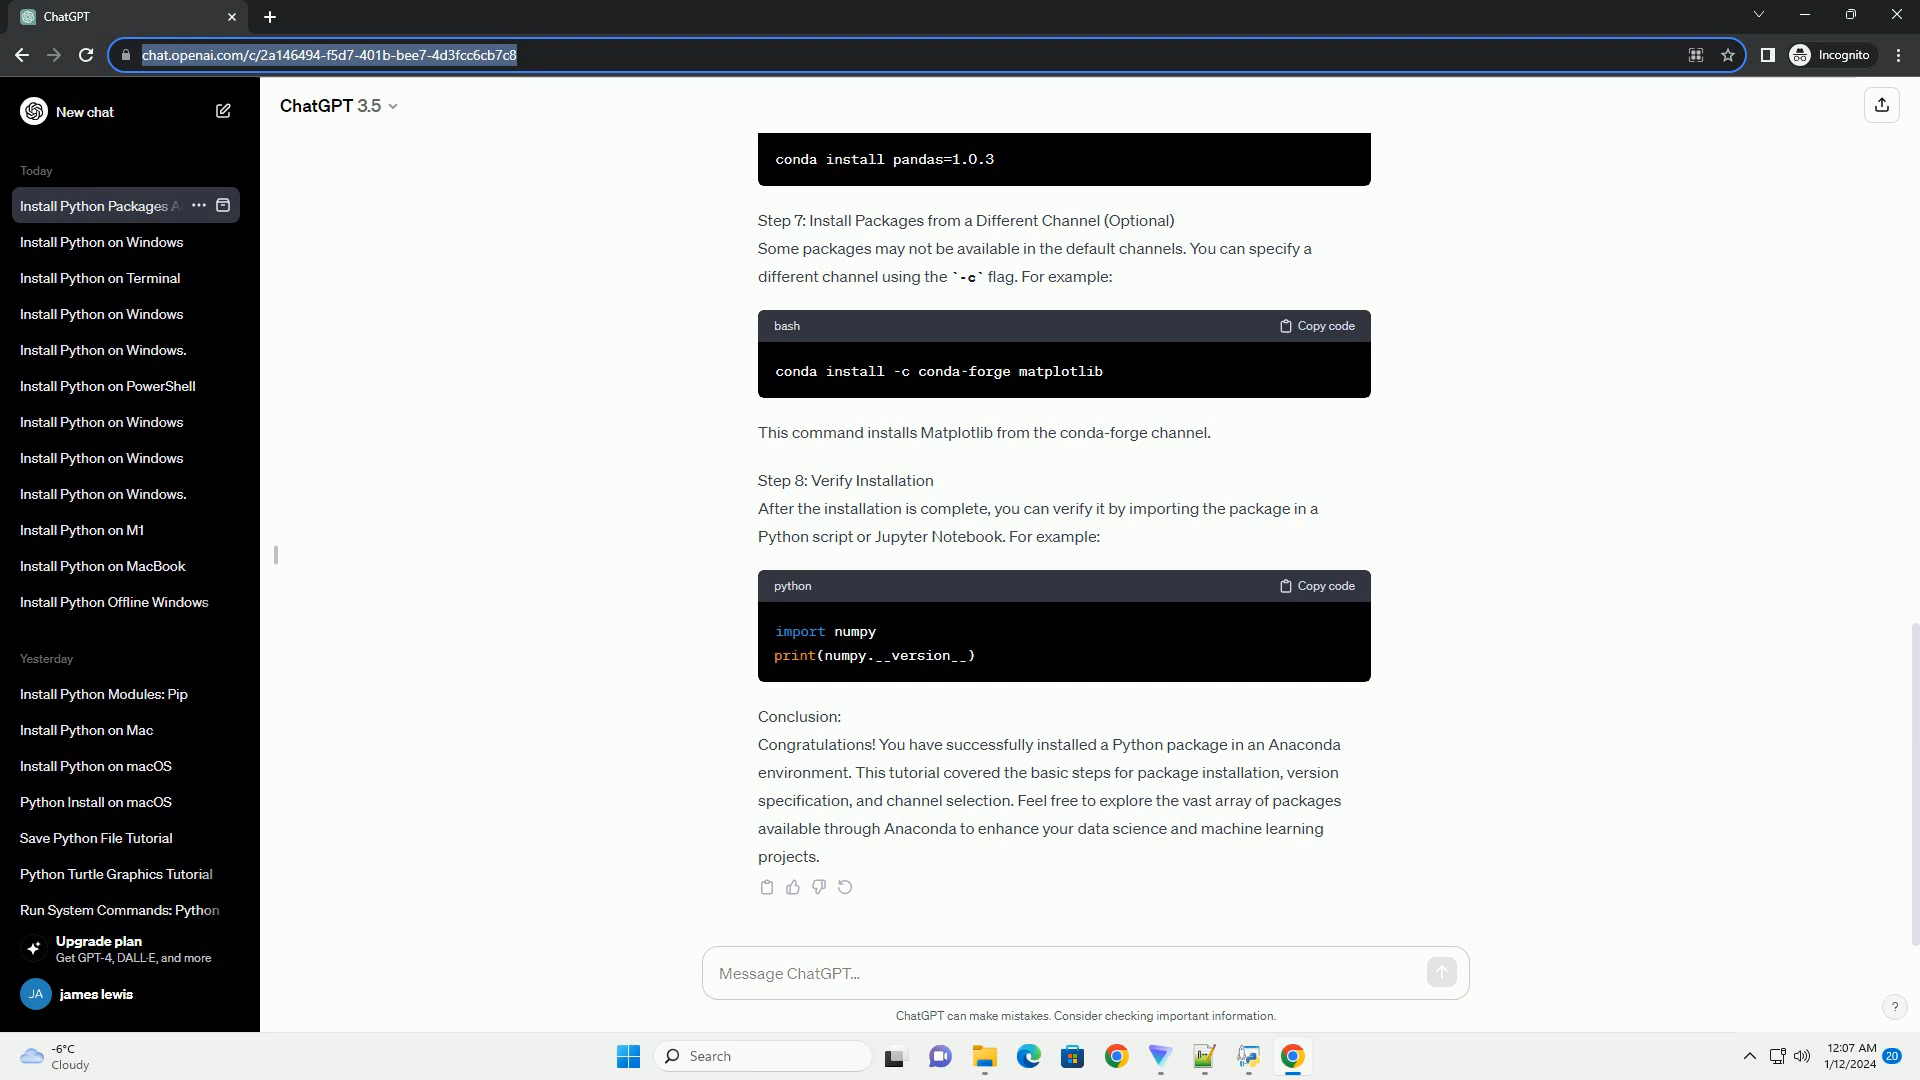 ChatGPT
chat.openai.com/c/2a146494-f5d7-401b-bee7-4d3fcc6cb7c8
Incognito
New chat
Today
Install Python Packages A
Install Python on Windows
Install Python on Terminal
Install Python on Windows
Install Python on Windows.
Install Python on PowerShell
Install Python on Windows
Install Python on Windows
Install Python on Windows.
Install Python on M1
Install Python on MacBook
Install Python Offline Windows
Yesterday
Install Python Modules: Pip
Install Python on Mac
Install Python on macOS
Python Install on macOS
Save Python File Tutorial
Python Turtle Graphics Tutorial
Run System Commands: Python
Upgrade plan
Get GPT-4, DALL·E, and more
JA james lewis
ChatGPT 3.5
conda install pandas=1.0.3
Step 7: Install Packages from a Different Channel (Optional)
Some packages may not be available in the default channels. You can specify a
different channel using the `-c` flag. For example:
bash Copy code
conda install -c conda-forge matplotlib
This command installs Matplotlib from the conda-forge channel.
Step 8: Verify Installation
After the installation is complete, you can verify it by importing the package in a
Python script or Jupyter Notebook. For example:
python Copy code
import numpy
print(numpy.__version__)
Conclusion:
Congratulations! You have successfully installed a Python package in an Anaconda
environment. This tutorial covered the basic steps for package installation, version
specification, and channel selection. Feel free to explore the vast array of packages
available through Anaconda to enhance your data science and machine learning
projects.
Message ChatGPT...
ChatGPT can make mistakes. Consider checking important information.
?
-6°C
Cloudy
Search
12:07 AM
1/12/2024
20